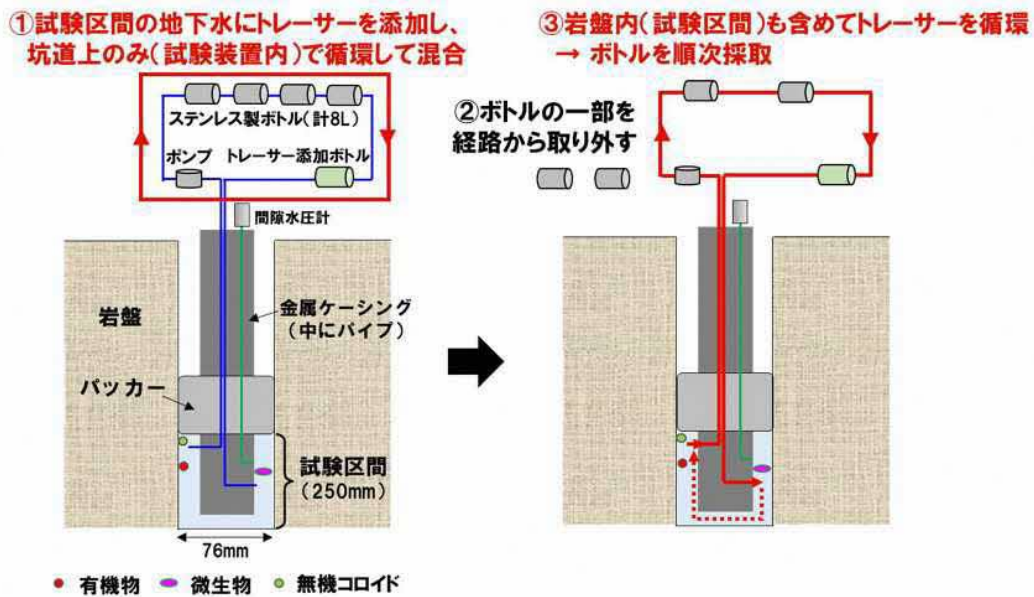 ①試験区間の地下水にトレーサーを添加し、
坑道上のみ(試験装置内)で循環して混合
③岩盤内(試験区間)も含めてトレーサーを循環
→ ボトルを順次採取
②ボトルの一部を
経路から取り外す
ステンレス製ボトル(計8L)
ポンプ
トレーサー添加ボトル
間隙水圧計
岩盤
金属ケーシング
(中にパイプ)
パッカー
試験区間
(250mm)
76mm
有機物
微生物
無機コロイド